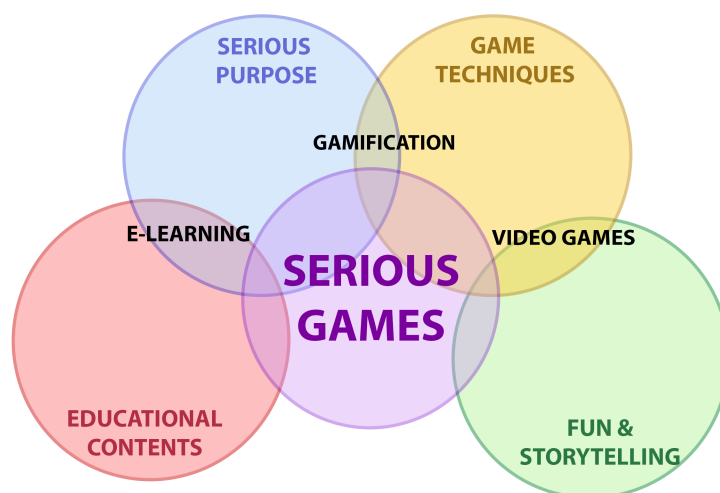 SERIOUS
PURPOSE
GAME
TECHNIQUES
GAMIFICATION
E-LEARNING
VIDEO GAMES
SERIOUS
GAMES
EDUCATIONAL
CONTENTS
FUN &
STORYTELLING